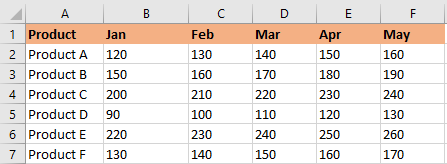 A B C D E F
1 Product Jan Feb Mar Apr May
2 Product A 120 130 140 150 160
3 Product B 150 160 170 180 190
4 Product C 200 210 220 230 240
5 Product D 90 100 110 120 130
6 Product E 220 230 240 250 260
7 Product F 130 140 150 160 170